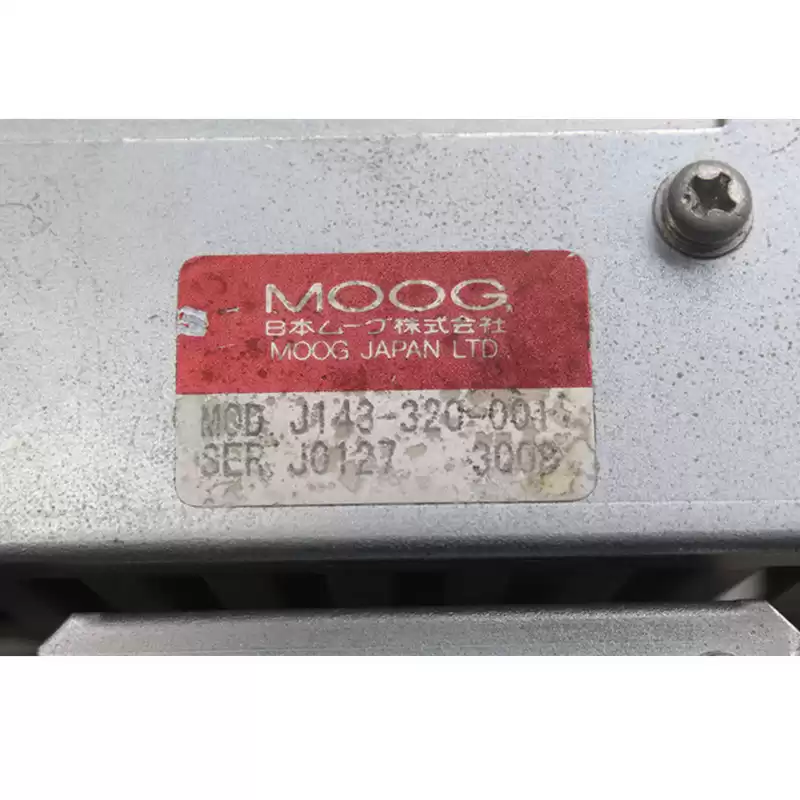 MOOG
日本ムーグ株式会社
MOOG JAPAN LTD.
MOD J143-320-001
SER J0127 300B